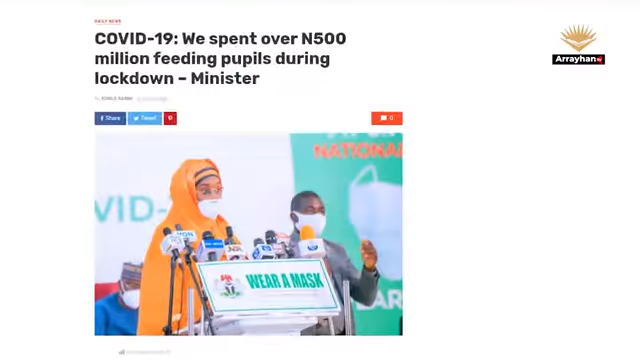 DAILY NEWS
COVID-19: We spent over N500
million feeding pupils during
lockdown – Minister
Share
Tweet
0
Arrayhan
NATIONAL
VID-
WEAR A MASK